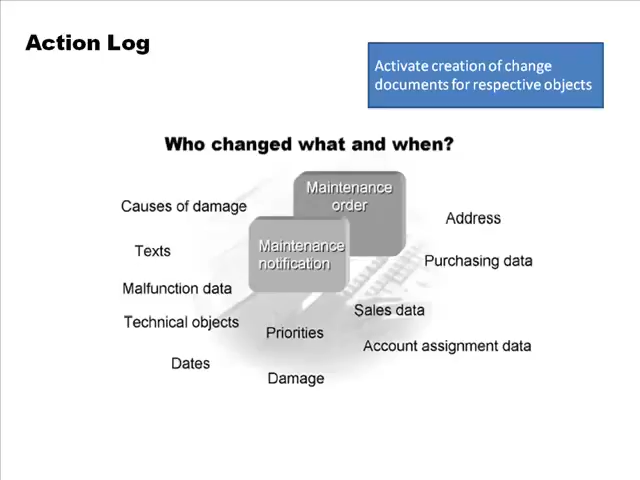 Action Log
Activate creation of change
documents for respective objects
Who changed what and when?
Maintenance
order
Causes of damage
Address
Maintenance
notification
Texts
Purchasing data
Malfunction data
Sales data
Technical objects
Priorities
Account assignment data
Dates
Damage